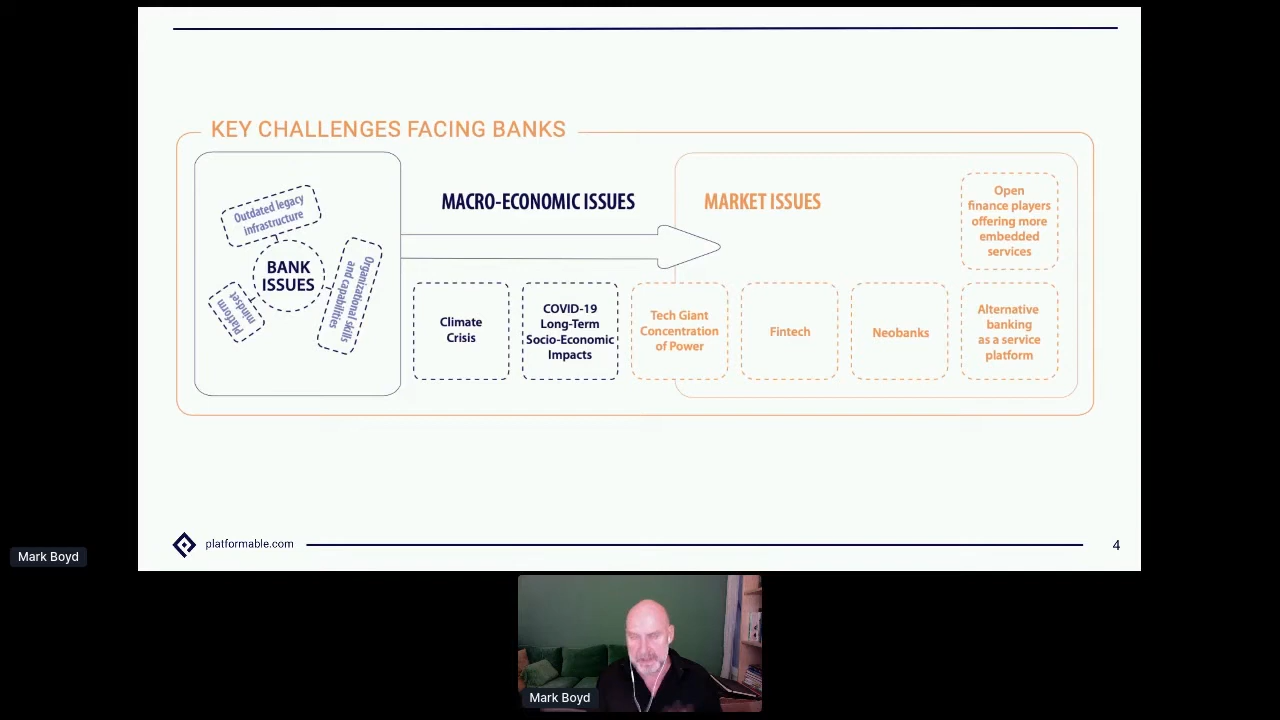 KEY CHALLENGES FACING BANKS
Outdated legacy
infrastructure
BANK
ISSUES
Organizational skills
and capabilities
Platform
mindset
MACRO-ECONOMIC ISSUES
MARKET ISSUES
Open
finance players
offering more
embedded
services
Climate
Crisis
COVID-19
Long-Term
Socio-Economic
Impacts
Tech Giant
Concentration
of Power
Fintech
Neobanks
Alternative
banking
as a service
platform
platformable.com
4
Mark Boyd
Mark Boyd